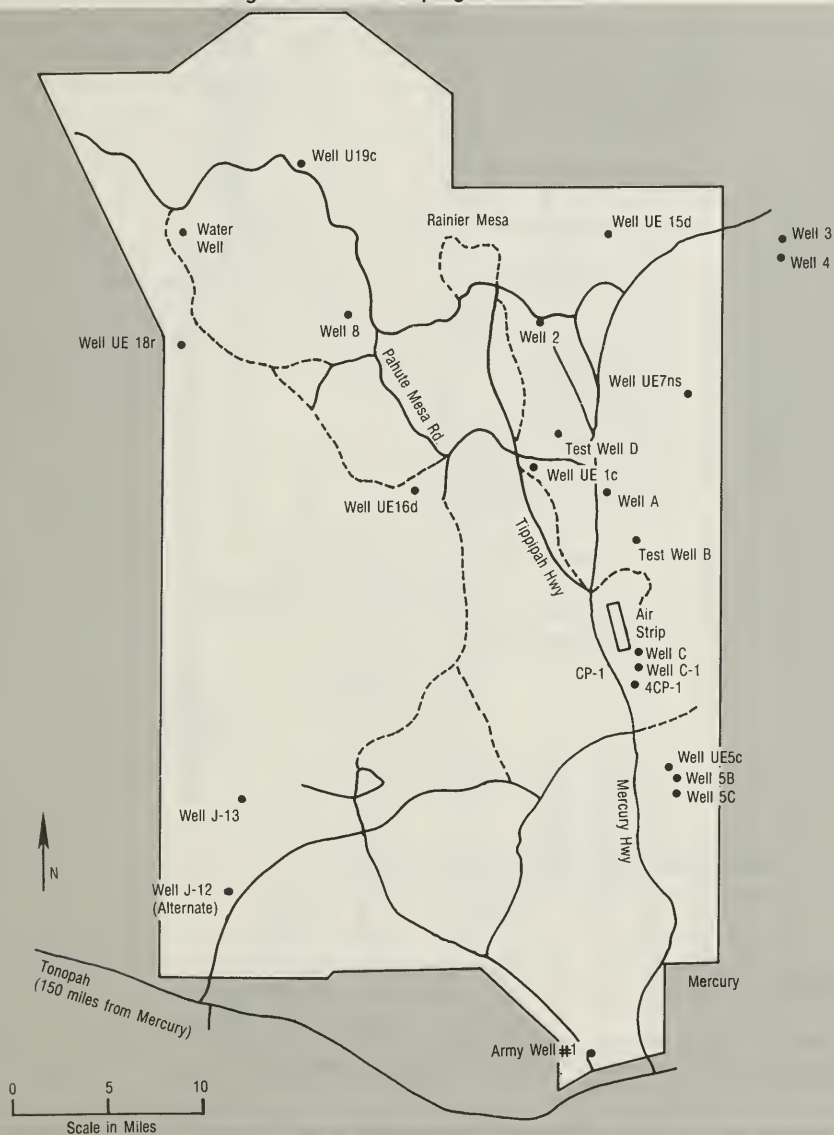 Well U19c
Rainier Mesa
Well UE 15d
Water
Well
Well 3
Well 4
Well 8
Well 2
Well UE 18r
Pahute Mesa Rd.
Well UE7ns
Test Well D
Well UE 1c
Well UE16d
Well A
Tippipah Hwy
Test Well B
Air
Strip
Well C
CP-1
Well C-1
4CP-1
Well UE5c
Well 5B
Well 5C
Well J-13
Mercury Hwy
N
Well J-12
(Alternate)
Tonopah
(150 miles from Mercury)
Mercury
Army Well #1
0 5 10
Scale in Miles